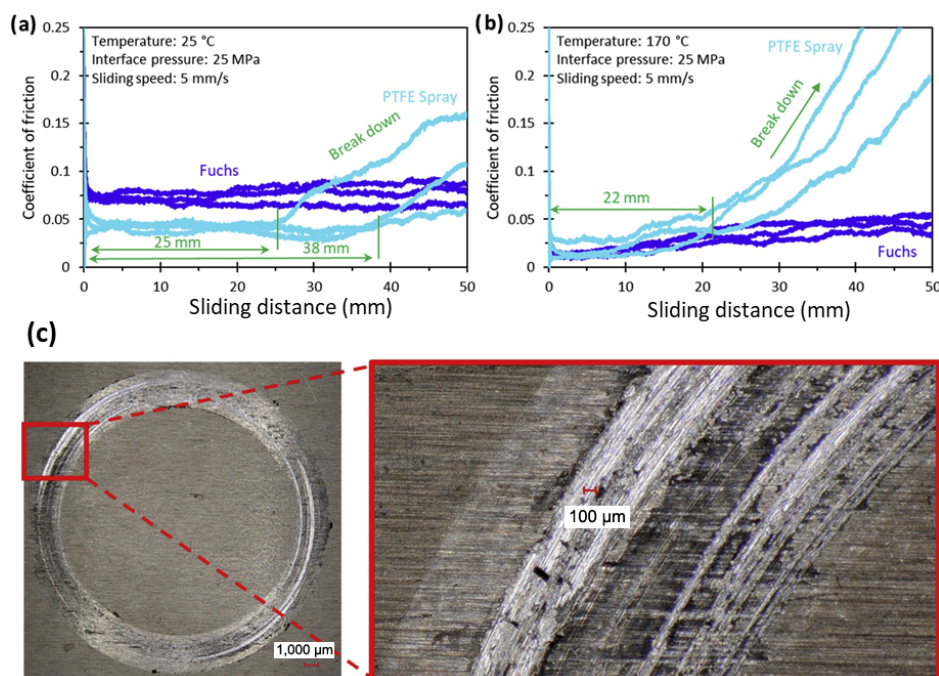 (a)
0.25
0.2
0.15
0.1
0.05
0
Coefficient of friction
Temperature: 25 °C
Interface pressure: 25 MPa
Sliding speed: 5 mm/s
PTFE Spray
Break down
Fuchs
25 mm
38 mm
0 10 20 30 40 50
Sliding distance (mm)
(b)
0.25
0.2
0.15
0.1
0.05
0
Coefficient of friction
Temperature: 170 °C
Interface pressure: 25 MPa
Sliding speed: 5 mm/s
PTFE Spray
Break down
22 mm
Fuchs
0 10 20 30 40 50
Sliding distance (mm)
(c)
1,000 µm
100 µm